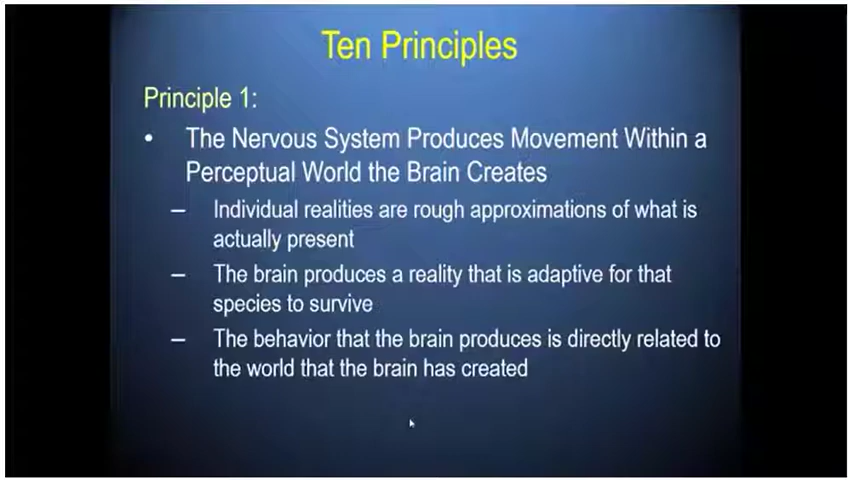 Ten Principles
Principle 1:
• The Nervous System Produces Movement Within a
Perceptual World the Brain Creates
– Individual realities are rough approximations of what is
actually present
– The brain produces a reality that is adaptive for that
species to survive
– The behavior that the brain produces is directly related to
the world that the brain has created